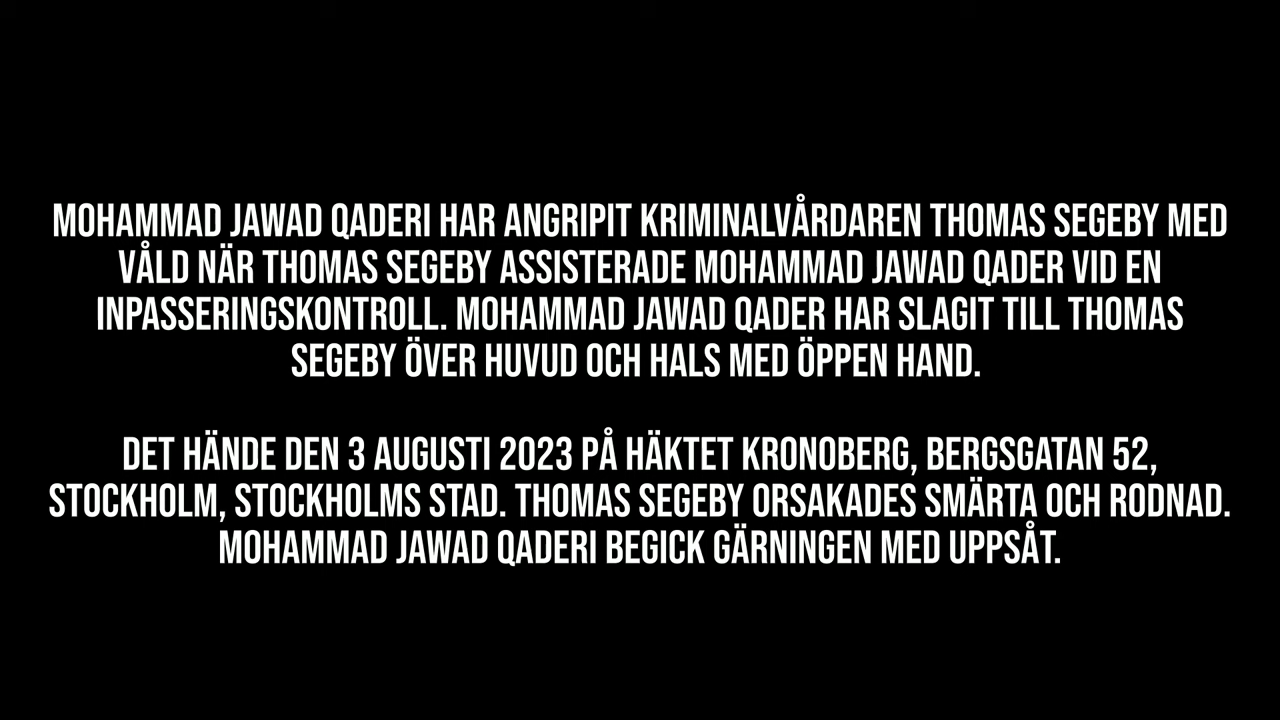 MOHAMMAD JAWAD QADERI HAR ANGRIPIT KRIMINALVÅRDAREN THOMAS SEGEBY MED
VÅLD NÄR THOMAS SEGEBY ASSISTERADE MOHAMMAD JAWAD QADER VID EN
INPASSERINGSKONTROLL. MOHAMMAD JAWAD QADER HAR SLAGIT TILL THOMAS
SEGEBY ÖVER HUVUD OCH HALS MED ÖPPEN HAND.
DET HÄNDE DEN 3 AUGUSTI 2023 PÅ HÄKTET KRONOBERG, BERGSGATAN 52,
STOCKHOLM, STOCKHOLMS STAD. THOMAS SEGEBY ORSAKADES SMÄRTA OCH RODNAD.
MOHAMMAD JAWAD QADERI BEGICK GÄRNINGEN MED UPPSÅT.